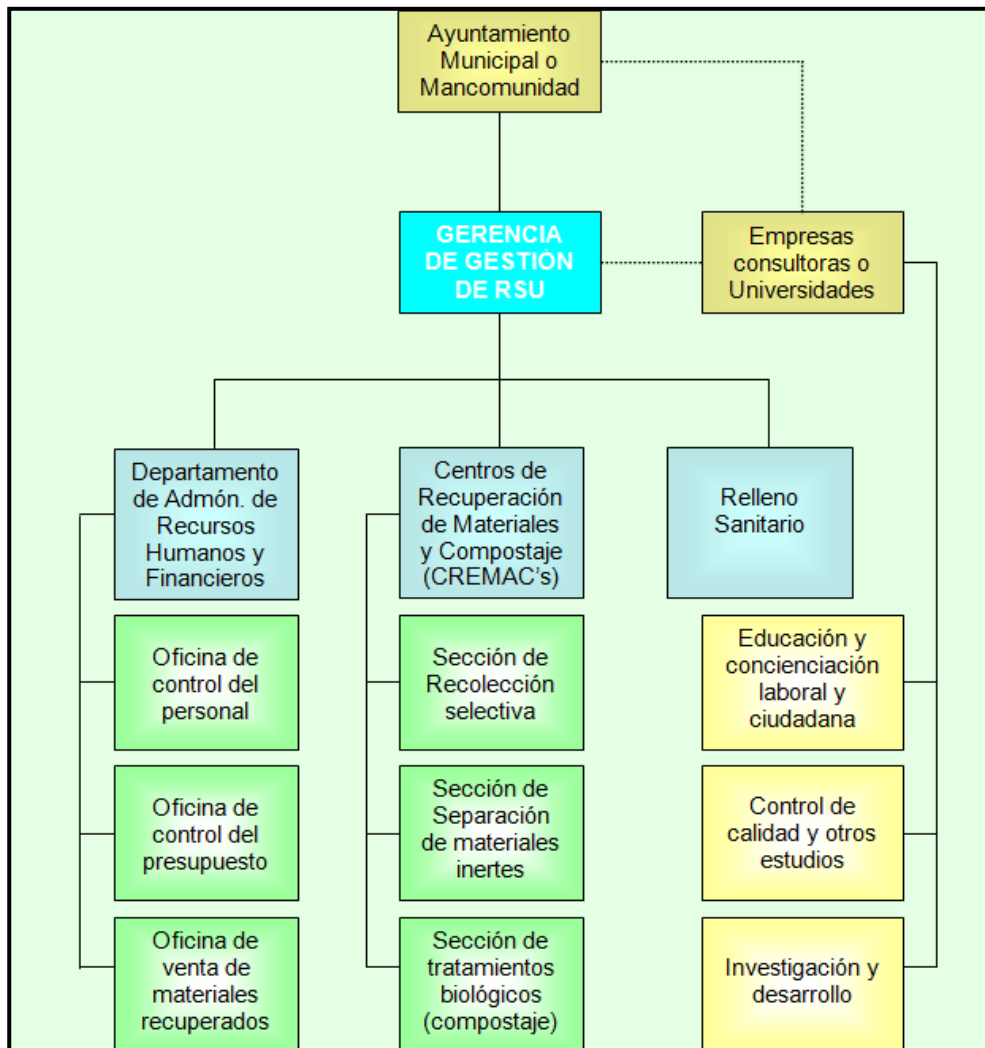 Ayuntamiento
Municipal o
Mancomunidad
GERENCIA
DE GESTIÓN
DE RSU
Empresas
consultoras o
Universidades
Departamento
de Admón. de
Recursos
Humanos y
Financieros
Centros de
Recuperación
de Materiales
y Compostaje
(CREMAC's)
Relleno
Sanitario
Oficina de
control del
personal
Sección de
Recolección
selectiva
Educación y
concienciación
laboral y
ciudadana
Oficina de
control del
presupuesto
Sección de
Separación
de materiales
inertes
Control de
calidad y otros
estudios
Oficina de
venta de
materiales
recuperados
Sección de
tratamientos
biológicos
(compostaje)
Investigación y
desarrollo